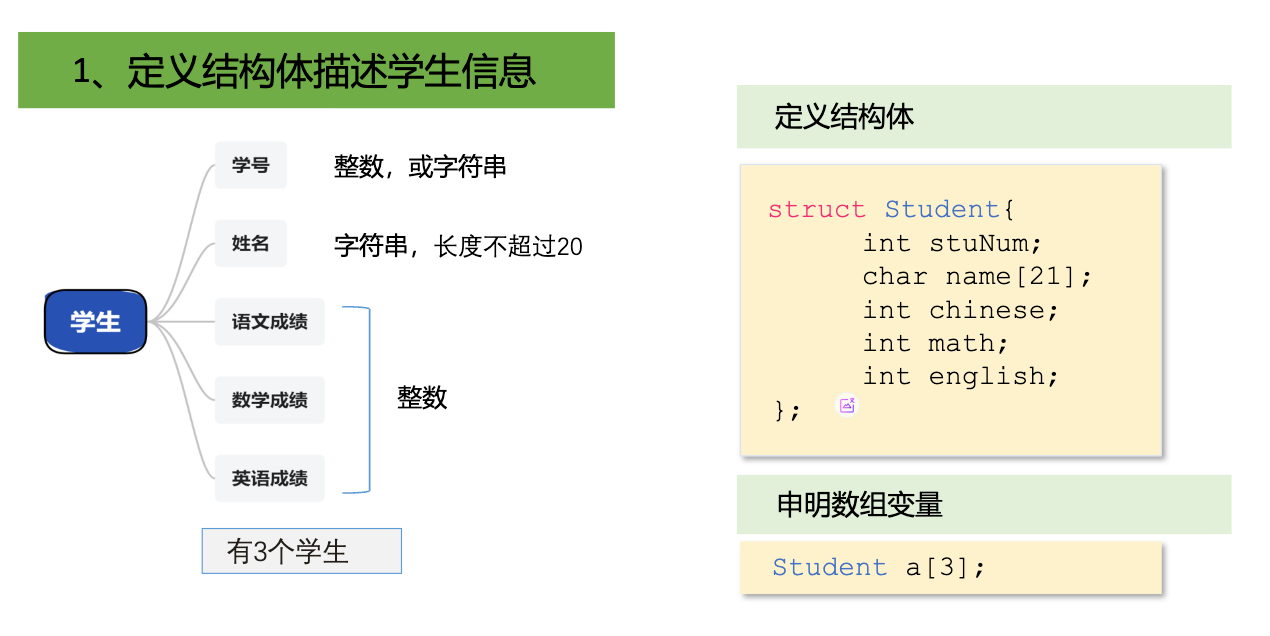 1、定义结构体描述学生信息
学生
学号
整数，或字符串
姓名
字符串，长度不超过20
语文成绩
数学成绩
英语成绩
整数
有3个学生
定义结构体
struct Student{
int stuNum;
char name[21];
int chinese;
int math;
int english;
};
申明数组变量
Student a[3];